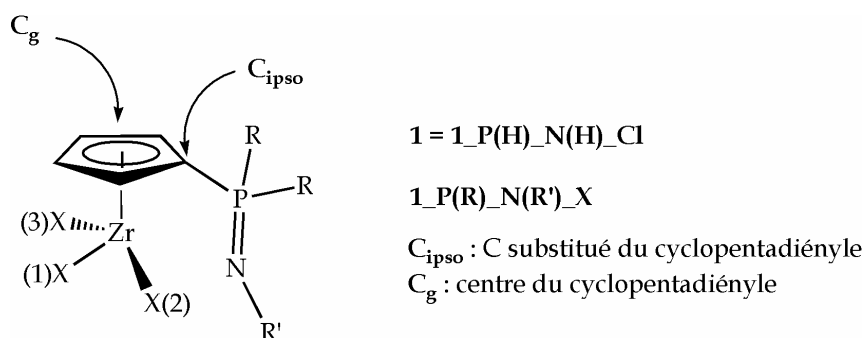 Cg
Cipso
R
P
R
(3)X
Zr
(1)X
X(2)
N
R'
1 = 1_P(H)_N(H)_Cl
1_P(R)_N(R')_X
Cipso : C substitué du cyclopentadiényle
Cg : centre du cyclopentadiényle